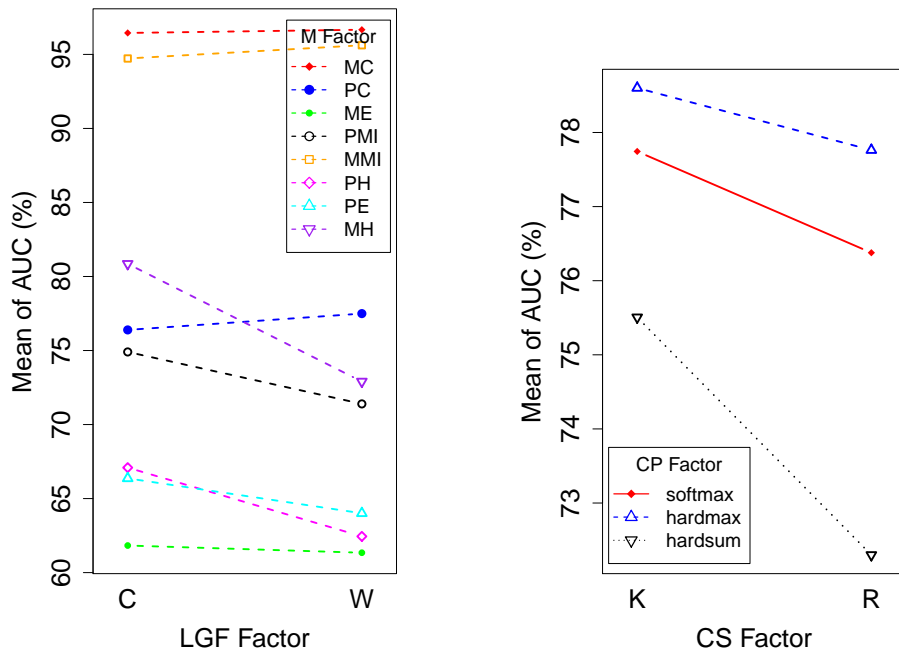 Mean of AUC (%)
95
90
85
80
75
70
65
60
M Factor
MC
PC
ME
PMI
MMI
PH
PE
MH
C
W
LGF Factor
Mean of AUC (%)
78
77
76
75
74
73
CP Factor
softmax
hardmax
hardsum
K
R
CS Factor